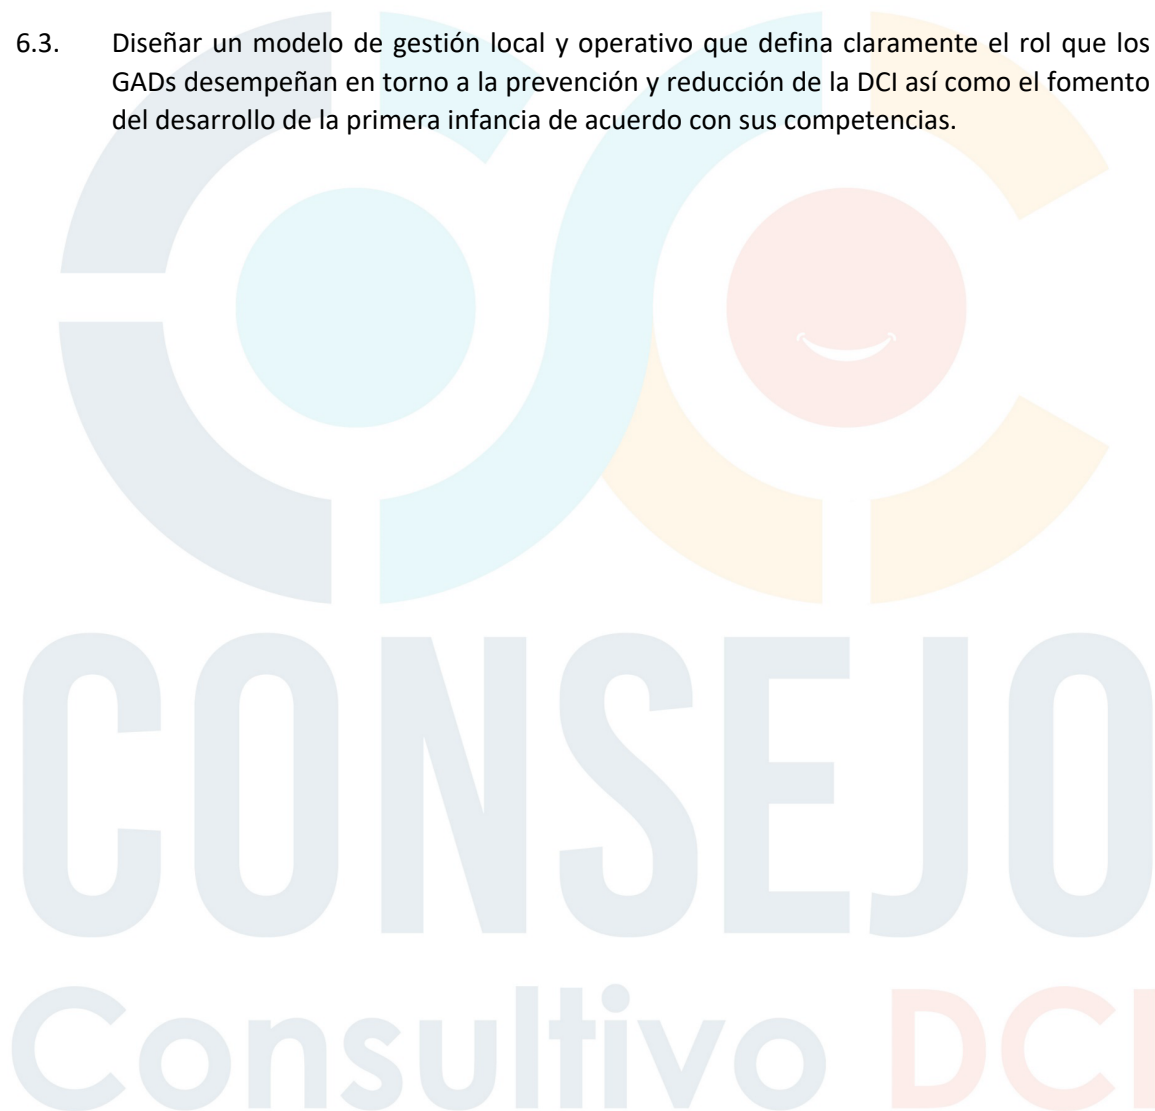 6.3. Diseñar un modelo de gestión local y operativo que defina claramente el rol que los
GADs desempeñan en torno a la prevención y reducción de la DCI así como el fomento
del desarrollo de la primera infancia de acuerdo con sus competencias.
CONSEJO
Consultivo DCI